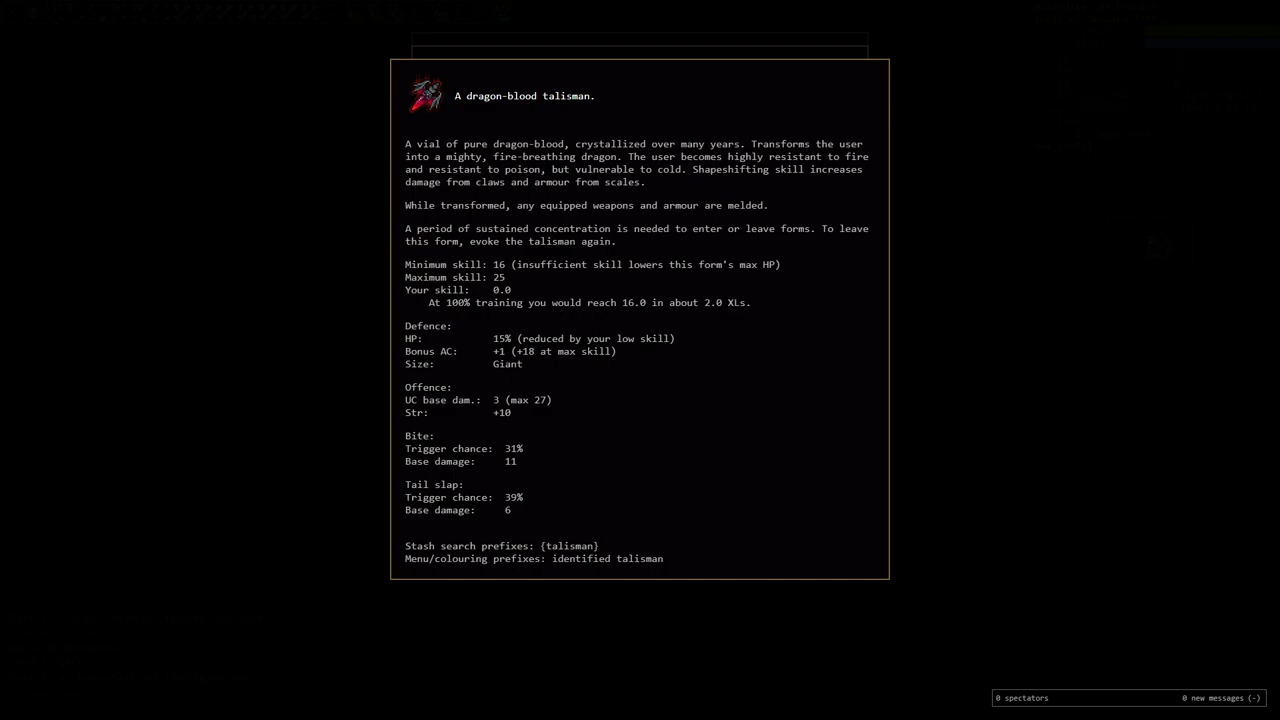 A dragon-blood talisman.
A vial of pure dragon-blood, crystallized over many years. Transforms the user
into a mighty, fire-breathing dragon. The user becomes highly resistant to fire
and resistant to poison, but vulnerable to cold. Shapeshifting skill increases
damage from claws and armour from scales.
While transformed, any equipped weapons and armour are melded.
A period of sustained concentration is needed to enter or leave forms. To leave
this form, evoke the talisman again.
Minimum skill: 16 (insufficient skill lowers this form's max HP)
Maximum skill: 25
Your skill: 0.0
At 100% training you would reach 16.0 in about 2.0 XLs.
Defence:
HP: 15% (reduced by your low skill)
Bonus AC: +1 (+18 at max skill)
Size: Giant
Offence:
UC base dam.: 3 (max 27)
Str: +10
Bite:
Trigger chance: 31%
Base damage: 11
Tail slap:
Trigger chance: 39%
Base damage: 6
Stash search prefixes: {talisman}
Menu/colouring prefixes: identified talisman
0 spectators 0 new messages (-)